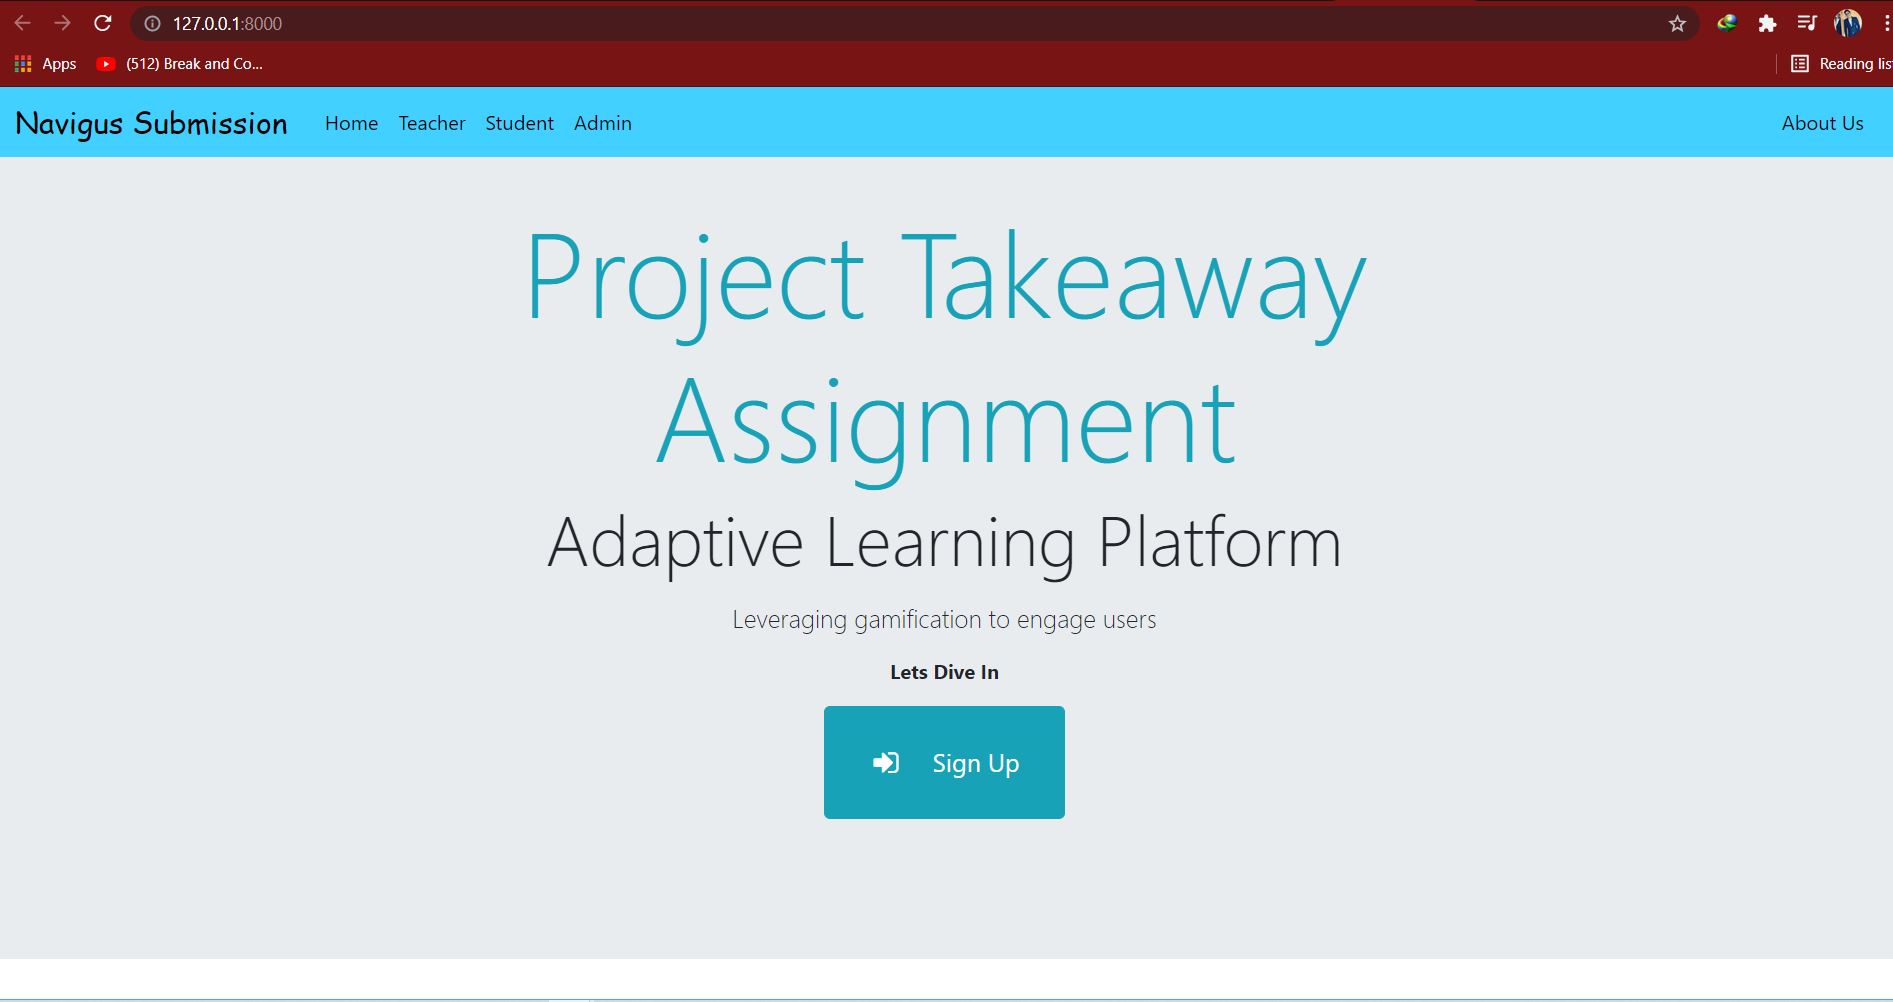 127.0.0.1:8000
Apps (512) Break and Co...
Reading lis
Navigus Submission Home Teacher Student Admin About Us
Project Takeaway
Assignment
Adaptive Learning Platform
Leveraging gamification to engage users
Lets Dive In
Sign Up